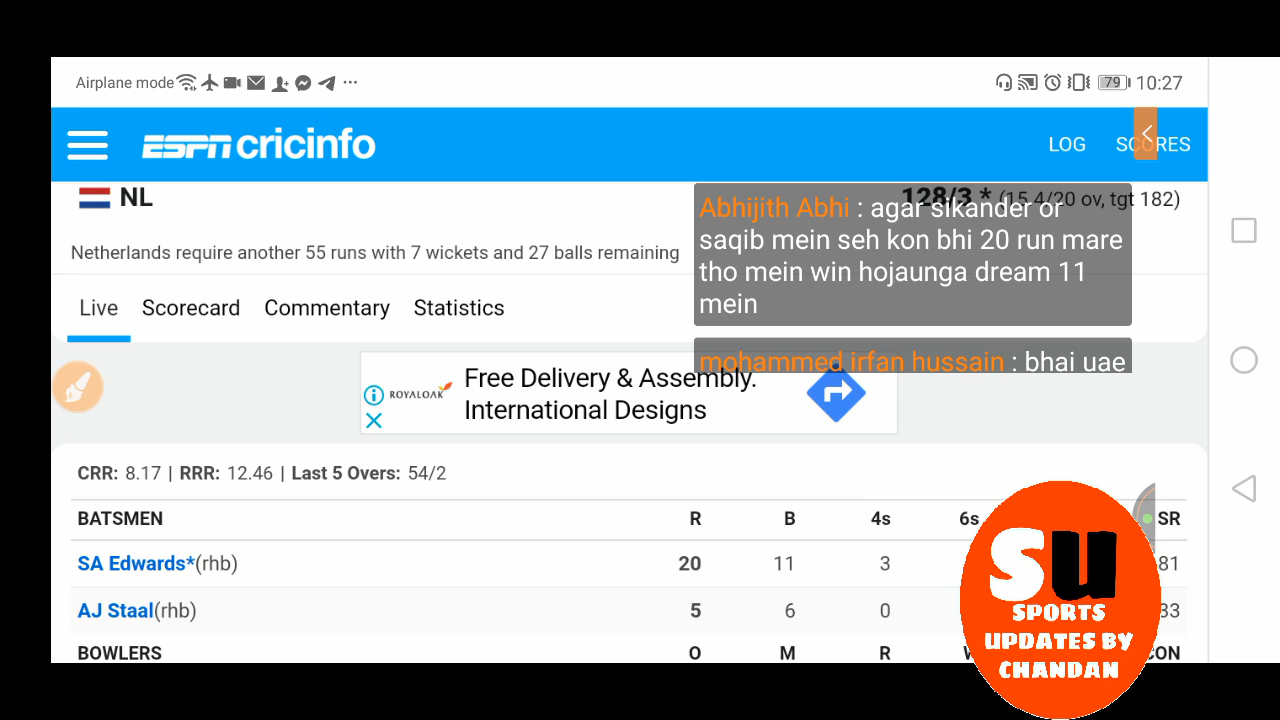 Airplane mode ... 79 10:27
ESPN cricinfo LOG SCORES
NL 128/3 * (15.4/20 ov, tgt 182)
Netherlands require another 55 runs with 7 wickets and 27 balls remaining
Abhijith Abhi : agar sikander or
saqib mein seh kon bhi 20 run mare
tho mein win hojaunga dream 11
mein
mohammed irfan hussain : bhai uae
Live Scorecard Commentary Statistics
ROYALOAK
Free Delivery & Assembly.
International Designs
CRR: 8.17 | RRR: 12.46 | Last 5 Overs: 54/2
BATSMEN R B 4s 6s SR
SA Edwards*(rhb) 20 11 3 81
AJ Staal(rhb) 5 6 0 33
BOWLERS O M R W CON
SU
SPORTS
UPDATES BY
CHANDAN